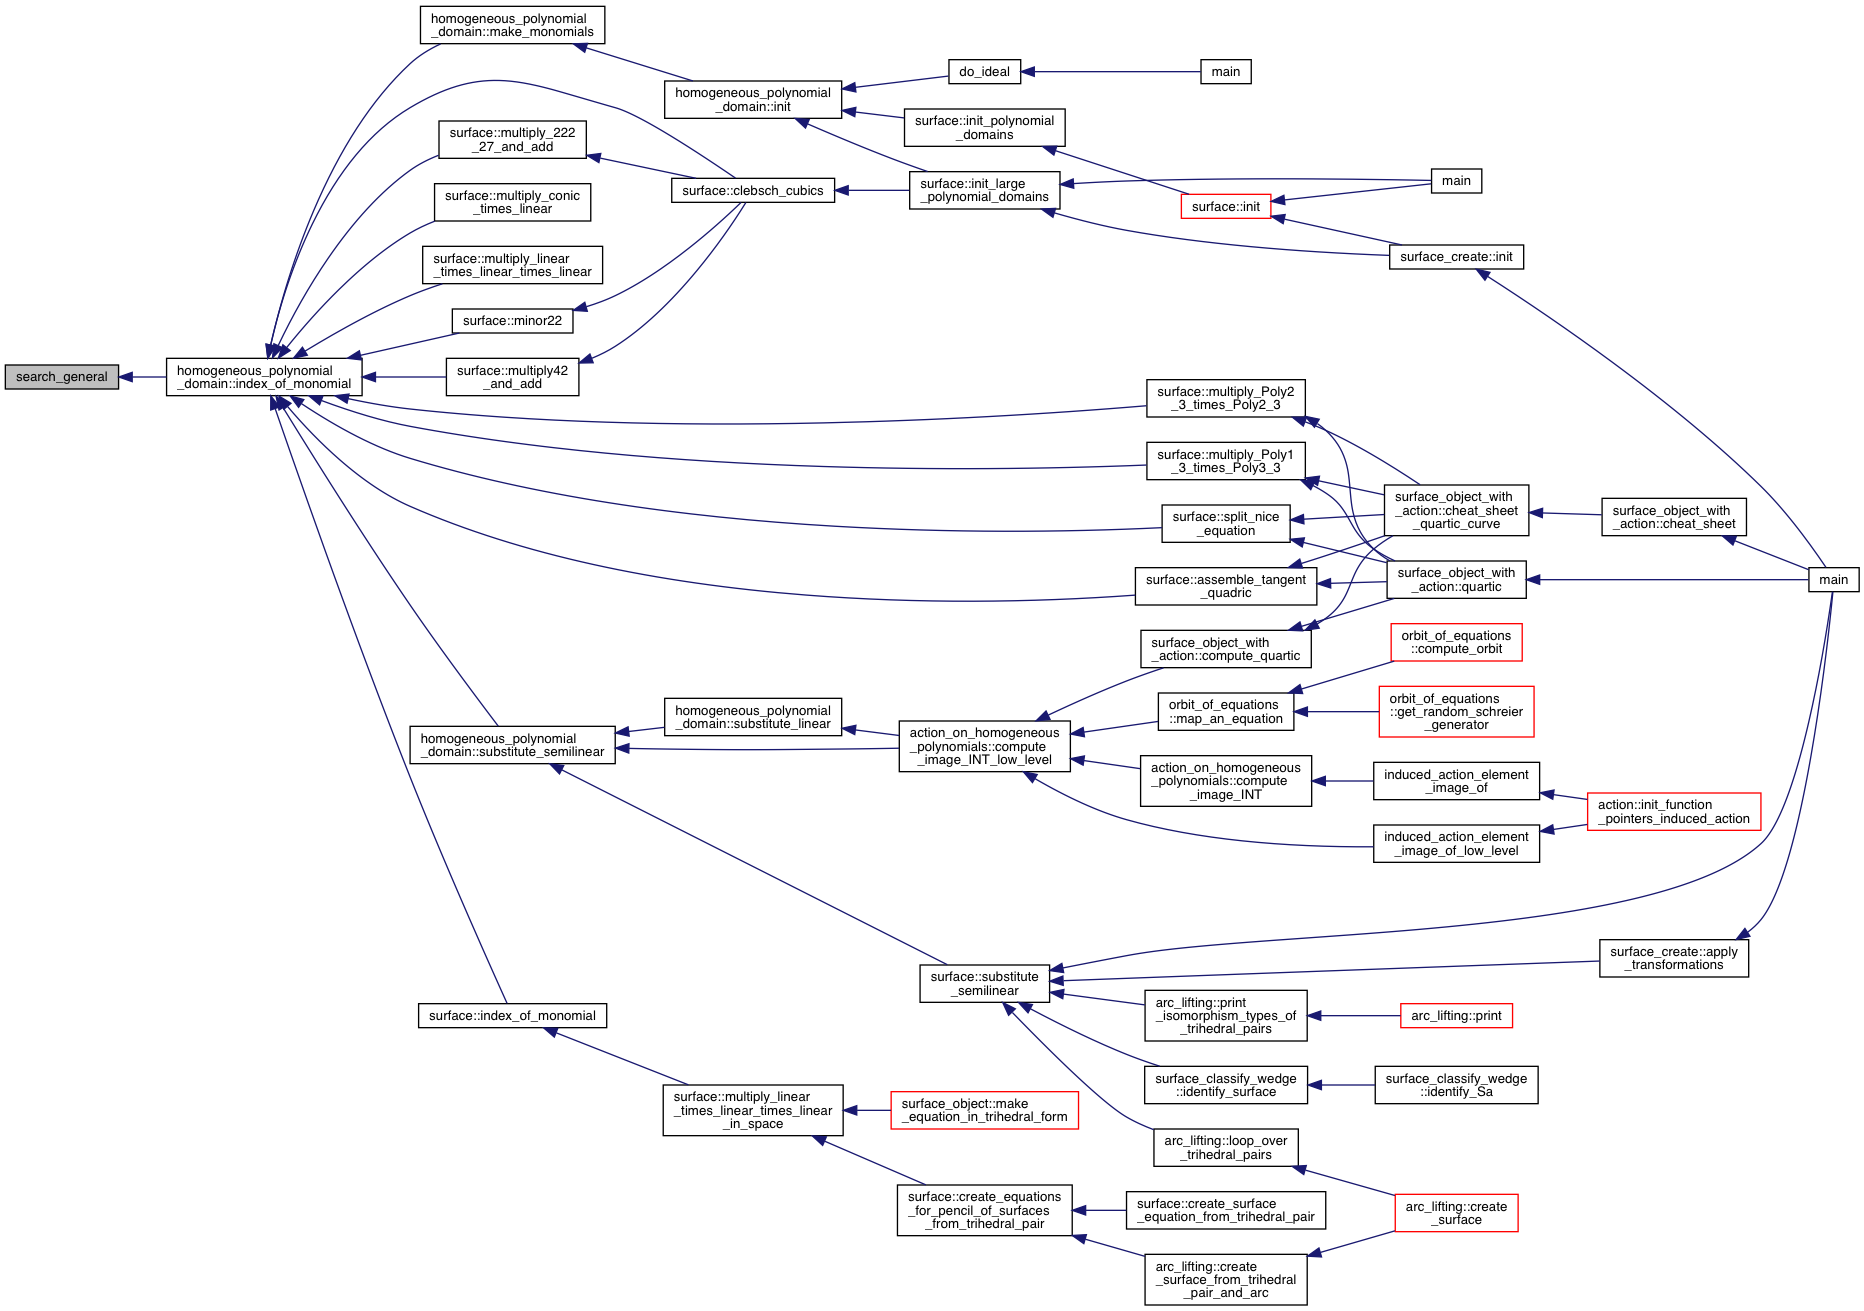 search_general
homogeneous_polynomial
_domain::index_of_monomial
homogeneous_polynomial
_domain::make_monomials
surface::multiply_222
_27_and_add
surface::multiply_conic
_times_linear
surface::multiply_linear
_times_linear_times_linear
surface::minor22
surface::multiply42
_and_add
homogeneous_polynomial
_domain::substitute_semilinear
surface::index_of_monomial
homogeneous_polynomial
_domain::init
surface::clebsch_cubics
homogeneous_polynomial
_domain::substitute_linear
surface::multiply_linear
_times_linear_times_linear
_in_space
do_ideal
surface::init_polynomial
_domains
surface::init_large
_polynomial_domains
action_on_homogeneous
_polynomials::compute
_image_INT_low_level
surface::substitute
_semilinear
surface_object::make
_equation_in_trihedral_form
surface::create_equations
_for_pencil_of_surfaces
_from_trihedral_pair
main
surface::init
surface::multiply_Poly2
_3_times_Poly2_3
surface::multiply_Poly1
_3_times_Poly3_3
surface::split_nice
_equation
surface::assemble_tangent
_quadric
surface_object_with
_action::compute_quartic
orbit_of_equations
::map_an_equation
action_on_homogeneous
_polynomials::compute
_image_INT
arc_lifting::print
_isomorphism_types_of
_trihedral_pairs
surface_classify_wedge
::identify_surface
arc_lifting::loop_over
_trihedral_pairs
surface::create_surface
_equation_from_trihedral_pair
arc_lifting::create
_surface_from_trihedral
_pair_and_arc
main
surface_create::init
surface_object_with
_action::cheat_sheet
_quartic_curve
surface_object_with
_action::quartic
orbit_of_equations
::compute_orbit
orbit_of_equations
::get_random_schreier
_generator
induced_action_element
_image_of
induced_action_element
_image_of_low_level
arc_lifting::print
surface_classify_wedge
::identify_Sa
arc_lifting::create
_surface
surface_object_with
_action::cheat_sheet
action::init_function
_pointers_induced_action
surface_create::apply
_transformations
main